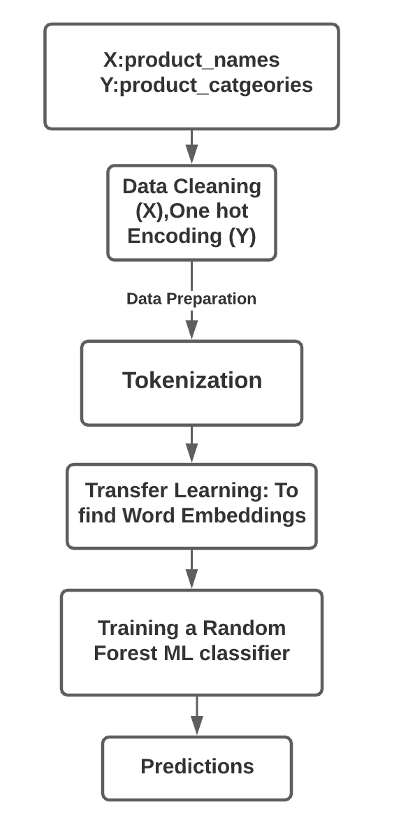 X:product_names
Y:product_catgeories
Data Cleaning
(X),One hot
Encoding (Y)
Data Preparation
Tokenization
Transfer Learning: To
find Word Embeddings
Training a Random
Forest ML classifier
Predictions